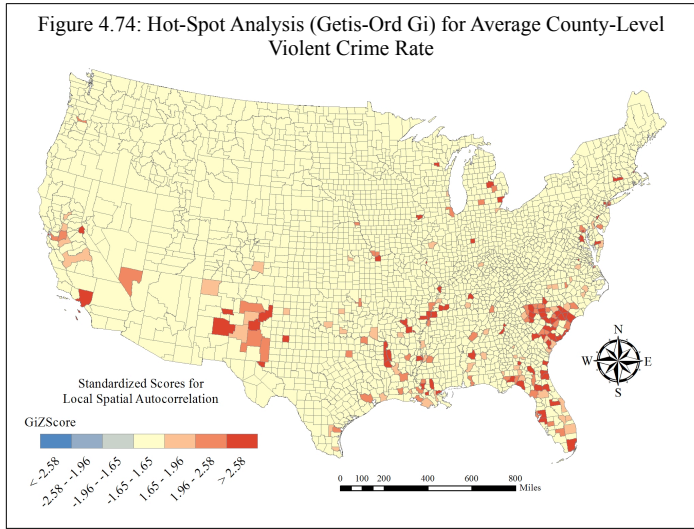 Figure 4.74: Hot-Spot Analysis (Getis-Ord Gi) for Average County-Level
Violent Crime Rate
N
W E
S
Standardized Scores for
Local Spatial Autocorrelation
GiZScore
< -2.58
-2.58 - -1.96
-1.96 - -1.65
-1.65 - 1.65
1.65 - 1.96
1.96 - 2.58
> 2.58
0 100 200 400 600 800
Miles